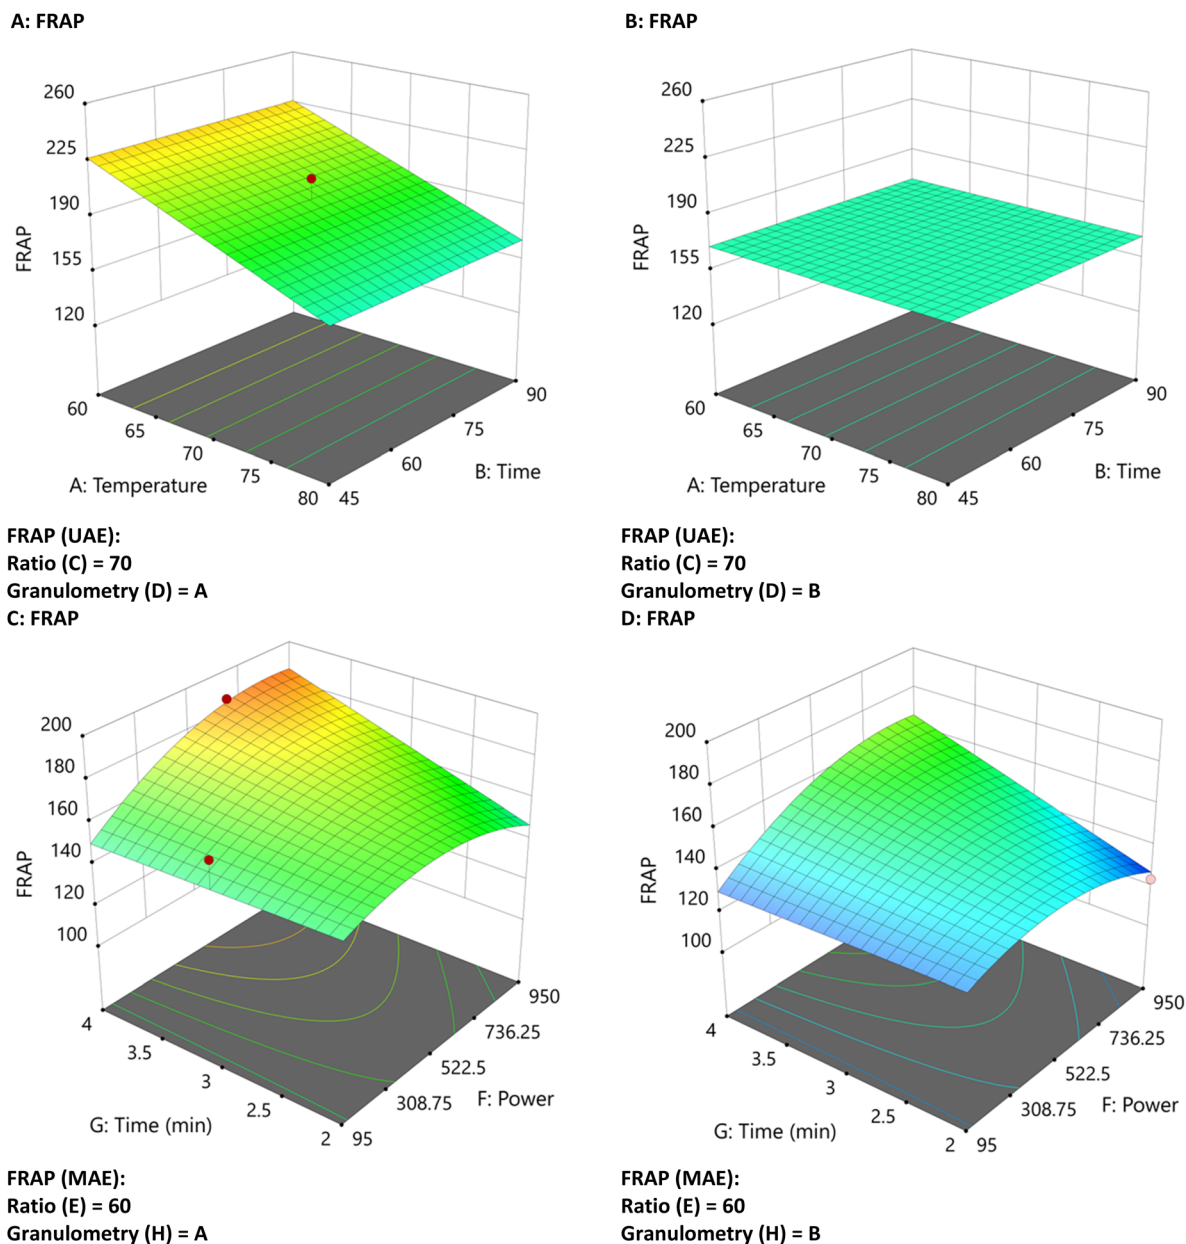 A: FRAP
260
225
190
155
120
FRAP
60
65
70
75
80
A: Temperature
45
60
75
90
B: Time
FRAP (UAE):
Ratio (C) = 70
Granulometry (D) = A
B: FRAP
260
225
190
155
120
FRAP
60
65
70
75
80
A: Temperature
45
60
75
90
B: Time
FRAP (UAE):
Ratio (C) = 70
Granulometry (D) = B
C: FRAP
200
180
160
140
120
100
FRAP
4
3.5
3
2.5
2
G: Time (min)
95
308.75
522.5
736.25
950
F: Power
FRAP (MAE):
Ratio (E) = 60
Granulometry (H) = A
D: FRAP
200
180
160
140
120
100
FRAP
4
3.5
3
2.5
2
G: Time (min)
95
308.75
522.5
736.25
950
F: Power
FRAP (MAE):
Ratio (E) = 60
Granulometry (H) = B